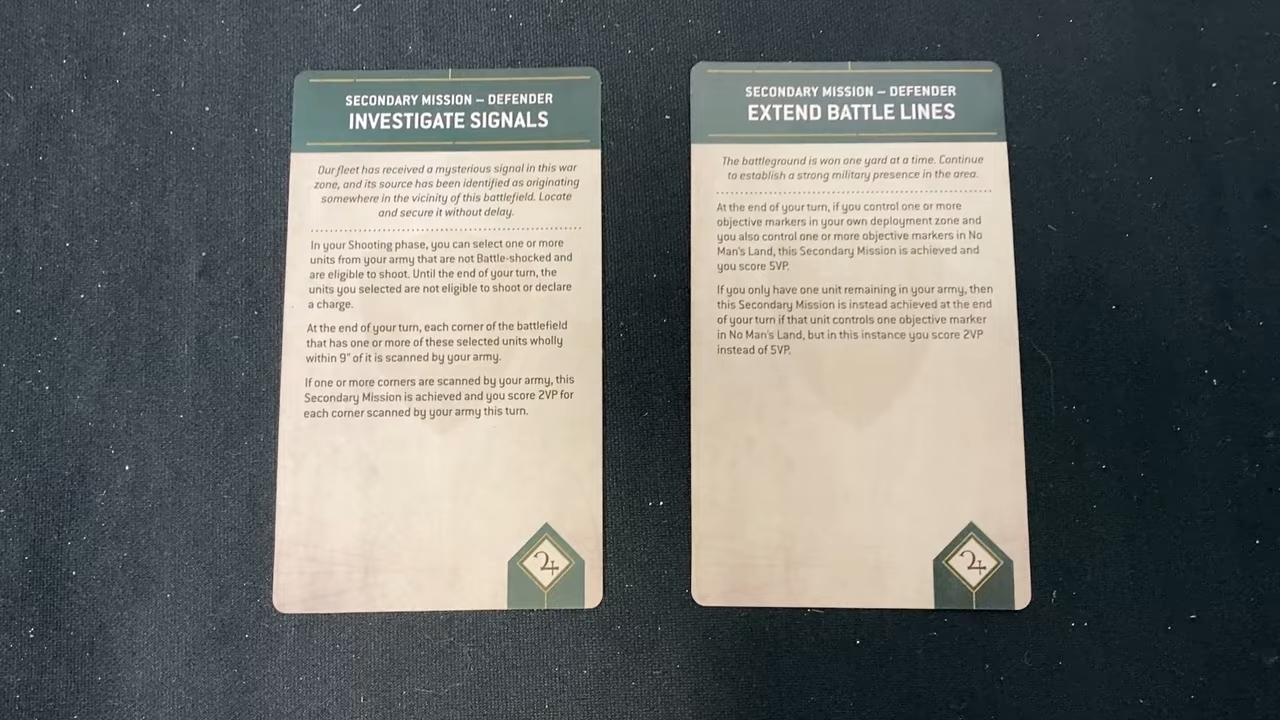 SECONDARY MISSION – DEFENDER
INVESTIGATE SIGNALS
Our fleet has received a mysterious signal in this war
zone, and its source has been identified as originating
somewhere in the vicinity of this battlefield. Locate
and secure it without delay.
In your Shooting phase, you can select one or more
units from your army that are not Battle-shocked and
are eligible to shoot. Until the end of your turn, the
units you selected are not eligible to shoot or declare
a charge.
At the end of your turn, each corner of the battlefield
that has one or more of these selected units wholly
within 9" of it is scanned by your army.
If one or more corners are scanned by your army, this
Secondary Mission is achieved and you score 2VP for
each corner scanned by your army this turn.
SECONDARY MISSION – DEFENDER
EXTEND BATTLE LINES
The battleground is won one yard at a time. Continue
to establish a strong military presence in the area.
At the end of your turn, if you control one or more
objective markers in your own deployment zone and
you also control one or more objective markers in No
Man's Land, this Secondary Mission is achieved and
you score 5VP.
If you only have one unit remaining in your army, then
this Secondary Mission is instead achieved at the end
of your turn if that unit controls one objective marker
in No Man's Land, but in this instance you score 2VP
instead of 5VP.